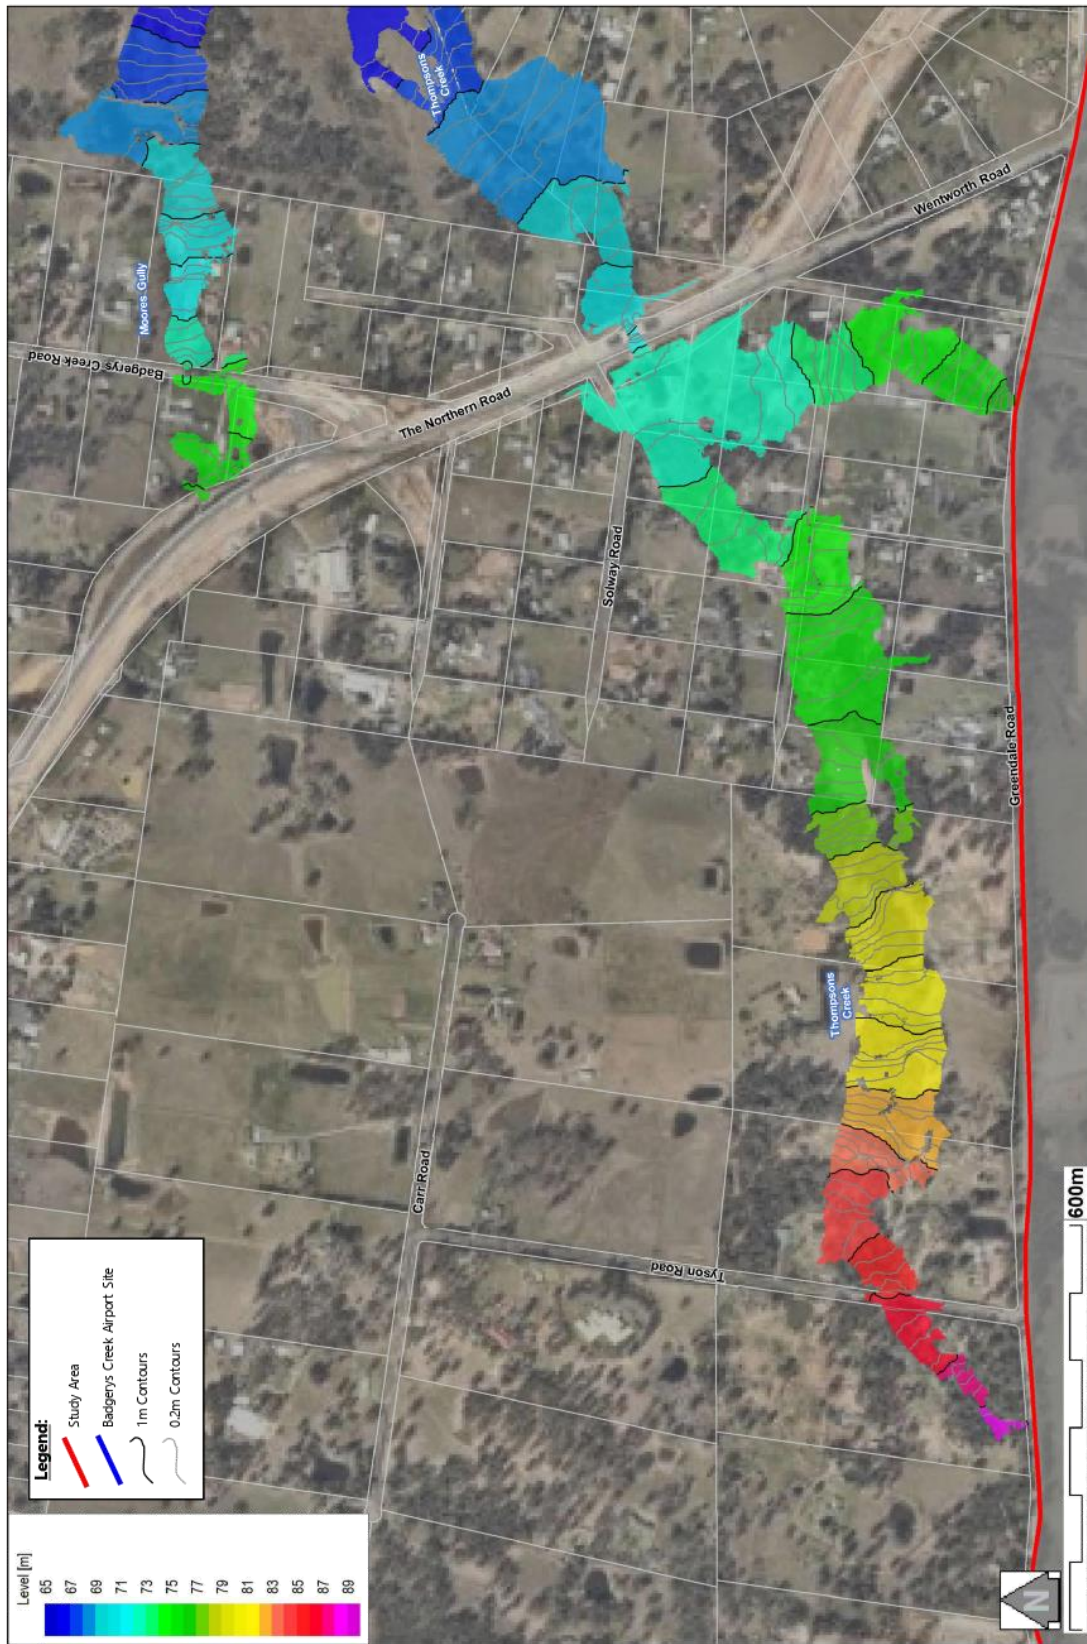 Thompsons
Creek
Moores Gully
Badgerys Creek Road
Wentworth Road
The Northern Road
Solway Road
Greendale Road
Thompsons
Creek
Carr Road
Tyson Road
Legend:
Study Area
Badgerys Creek Airport Site
1m Contours
0.2m Contours
Level [m]
65
67
69
71
73
75
77
79
81
83
85
87
89
600m
N